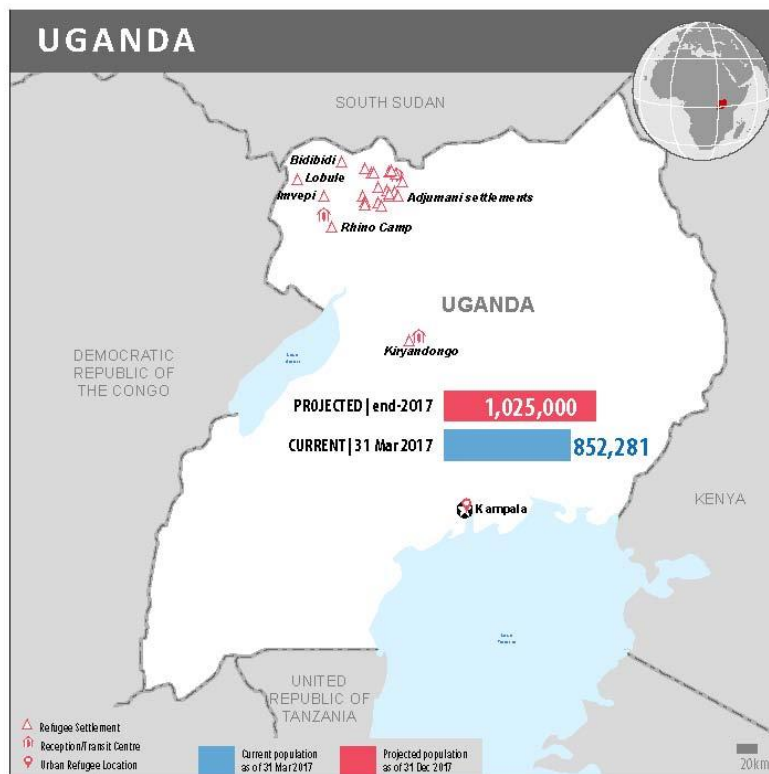 UGANDA
SOUTH SUDAN
Bidibidi
Lobule
Imvepi
Adjumani settlements
Rhino Camp
UGANDA
Kiryandongo
DEMOCRATIC
REPUBLIC OF
THE CONGO
PROJECTED | end-2017
1,025,000
CURRENT | 31 Mar 2017
852,281
KENYA
Kampala
UNITED
REPUBLIC OF
TANZANIA
Refugee Settlement
Reception/Transit Centre
Urban Refugee Location
Current population
as of 31 Mar 2017
Projected population
as of 31 Dec 2017
20km